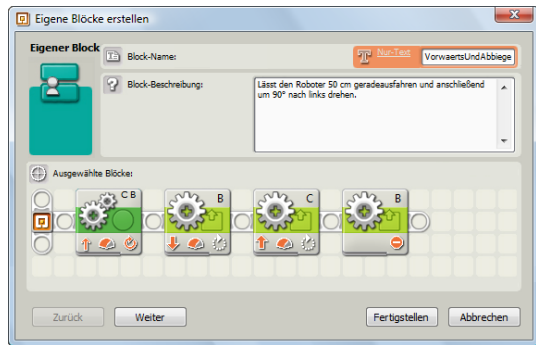 Eigene Blöcke erstellen
Eigener Block
Block-Name:
Nur-Text
VorwaertsUndAbbiege
Block-Beschreibung:
Lässt den Roboter 50 cm geradeausfahren und anschließend
um 90° nach links drehen.
Ausgewählte Blöcke:
C B
B
C
B
Zurück
Weiter
Fertigstellen
Abbrechen